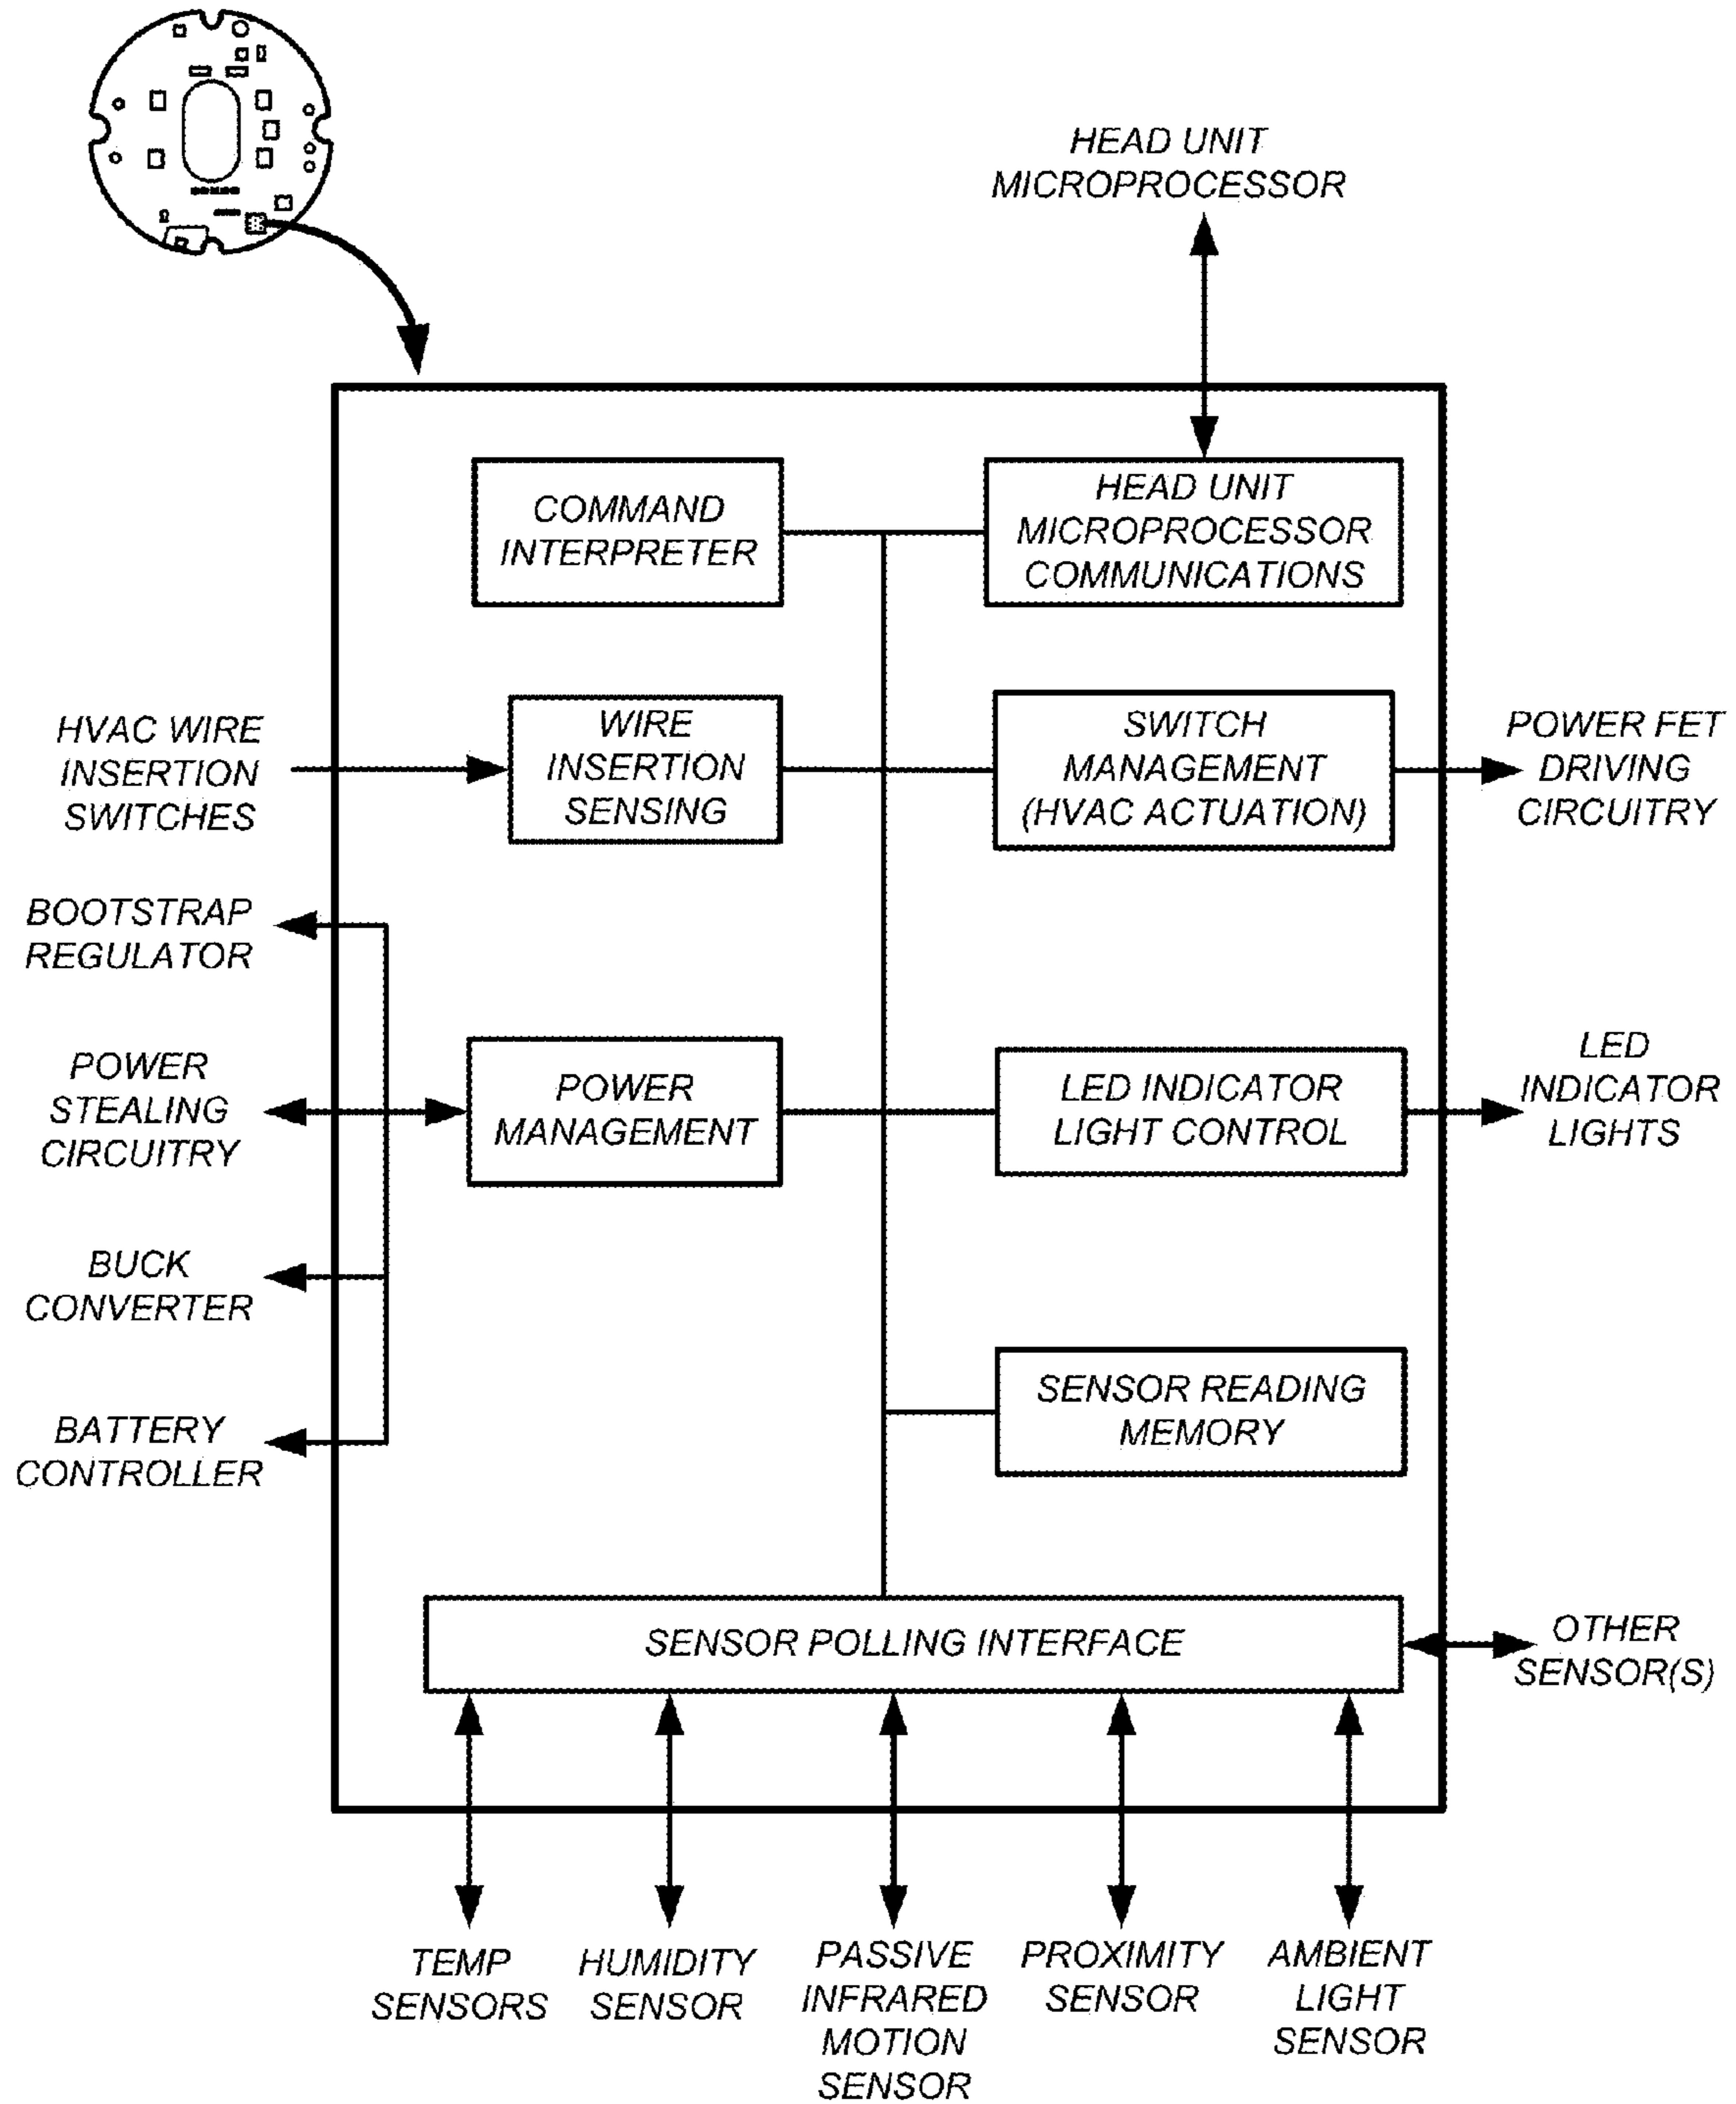 HEAD UNIT
MICROPROCESSOR
COMMAND
INTERPRETER
HEAD UNIT
MICROPROCESSOR
COMMUNICATIONS
HVAC WIRE
INSERTION
SWITCHES
WIRE
INSERTION
SENSING
SWITCH
MANAGEMENT
(HVAC ACTUATION)
POWER FET
DRIVING
CIRCUITRY
BOOTSTRAP
REGULATOR
POWER
STEALING
CIRCUITRY
POWER
MANAGEMENT
LED INDICATOR
LIGHT CONTROL
LED
INDICATOR
LIGHTS
BUCK
CONVERTER
SENSOR READING
MEMORY
BATTERY
CONTROLLER
SENSOR POLLING INTERFACE
OTHER
SENSOR(S)
TEMP
SENSORS
HUMIDITY
SENSOR
PASSIVE
INFRARED
MOTION
SENSOR
PROXIMITY
SENSOR
AMBIENT
LIGHT
SENSOR